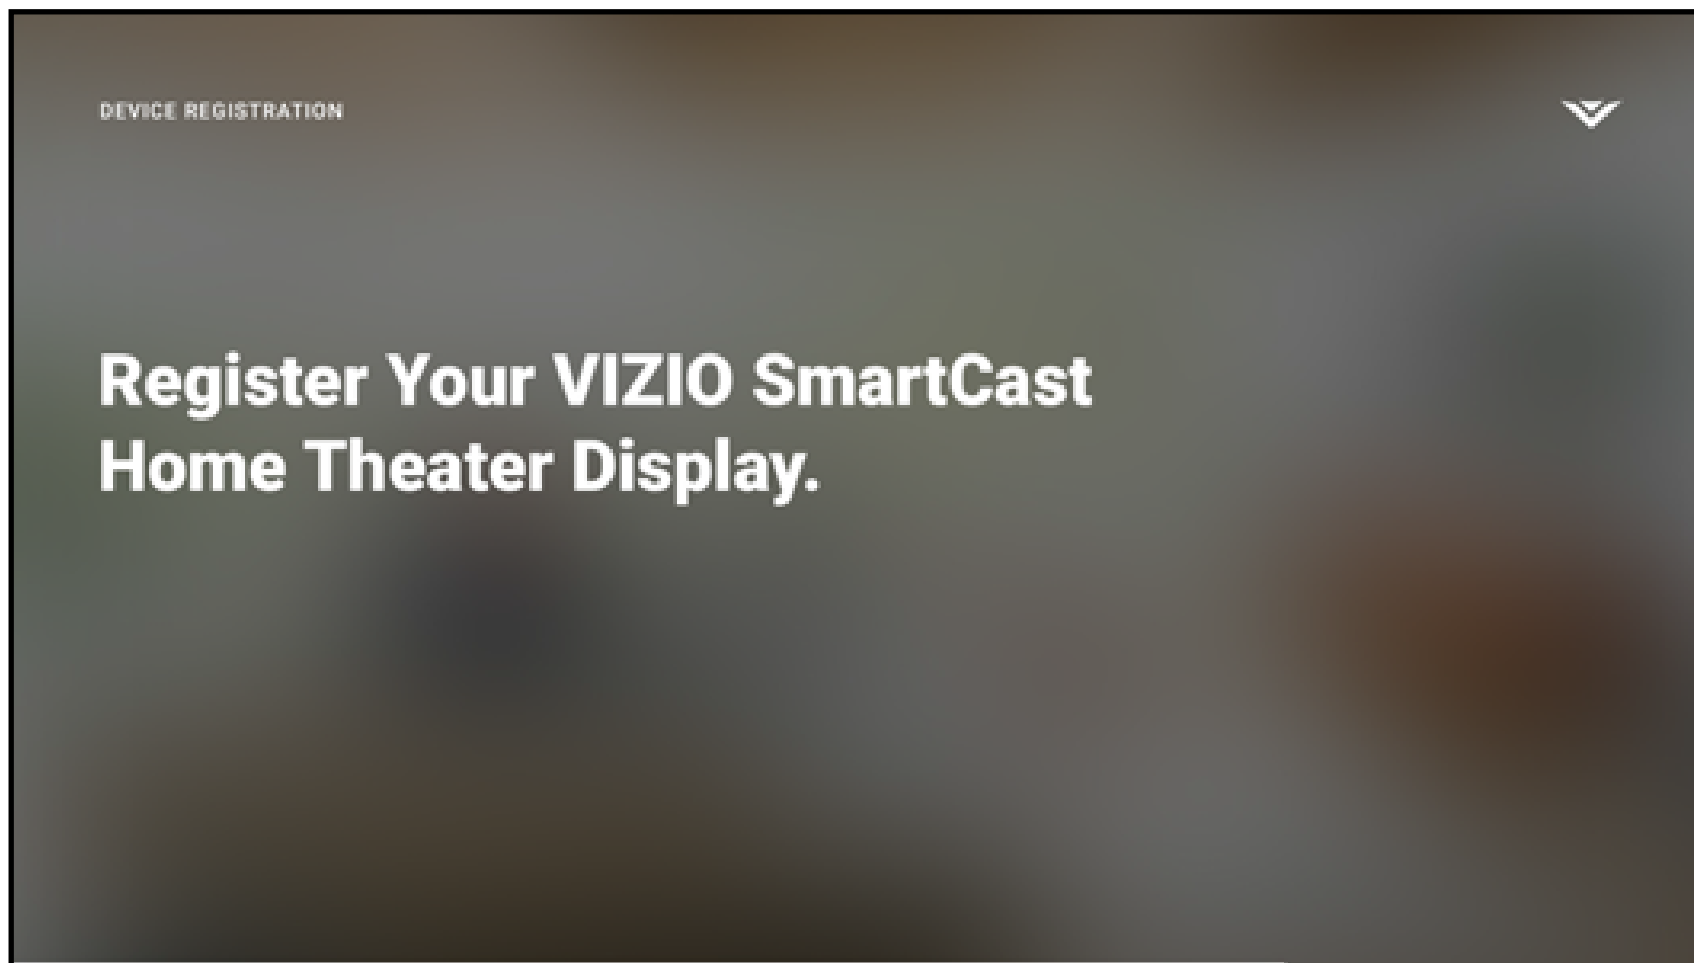 DEVICE REGISTRATION
Register Your VIZIO SmartCast
Home Theater Display.